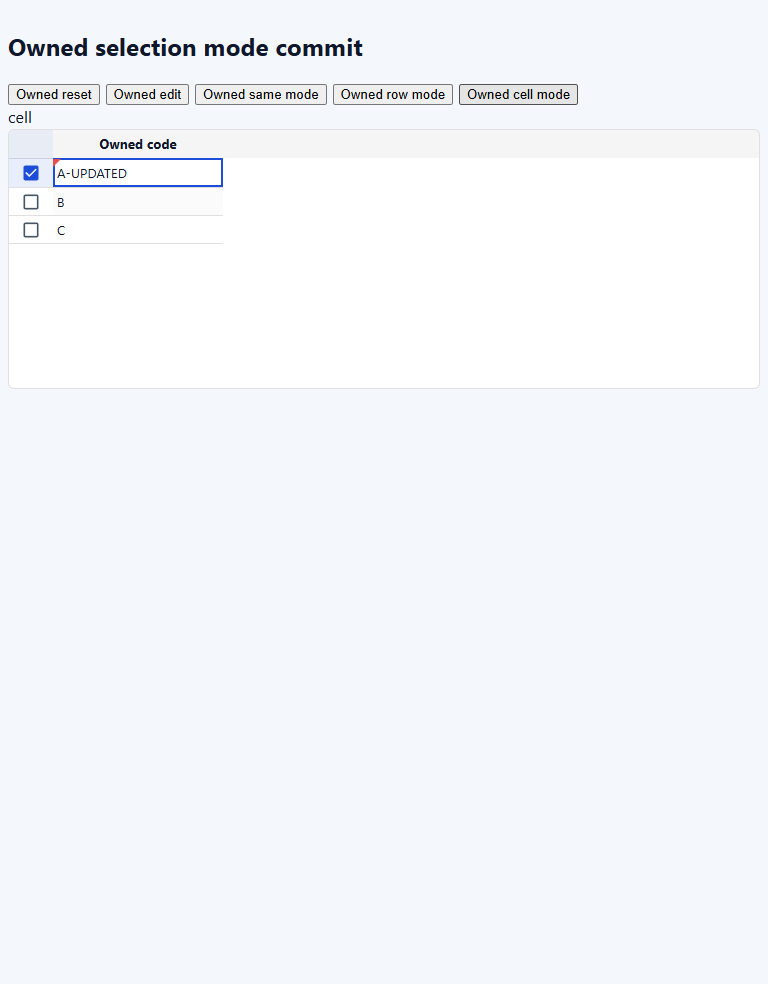 Owned selection mode commit
Owned reset Owned edit Owned same mode Owned row mode Owned cell mode
cell
Owned code
A-UPDATED
B
C